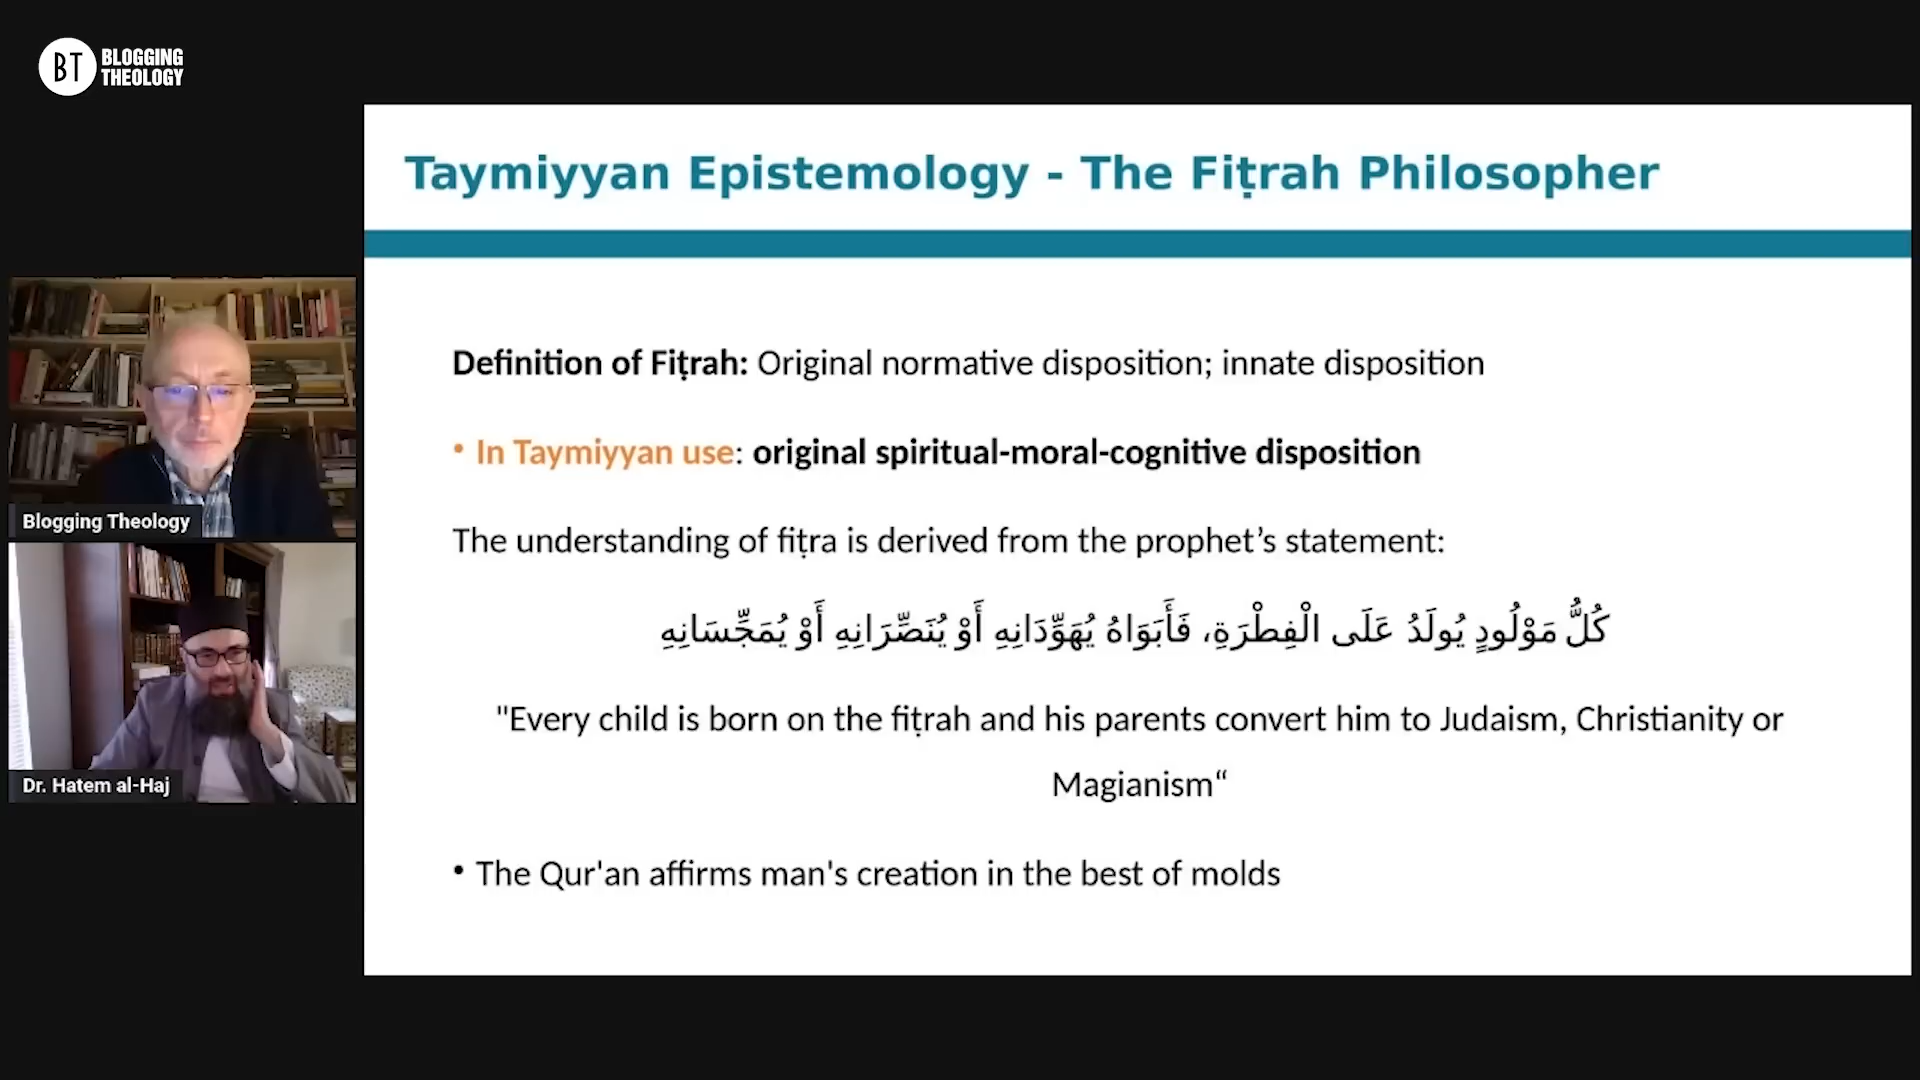 BT BLOGGING
THEOLOGY
Taymiyyan Epistemology - The Fiṭrah Philosopher
Definition of Fiṭrah: Original normative disposition; innate disposition
• In Taymiyyan use: original spiritual-moral-cognitive disposition
The understanding of fiṭra is derived from the prophet’s statement:
كُلُّ مَوْلُودٍ يُولَدُ عَلَى الْفِطْرَةِ، فَأَبَوَاهُ يُهَوِّدَانِهِ أَوْ يُنَصِّرَانِهِ أَوْ يُمَجِّسَانِهِ
"Every child is born on the fiṭrah and his parents convert him to Judaism, Christianity or
Magianism“
• The Qur'an affirms man's creation in the best of molds
Blogging Theology
Dr. Hatem al-Haj